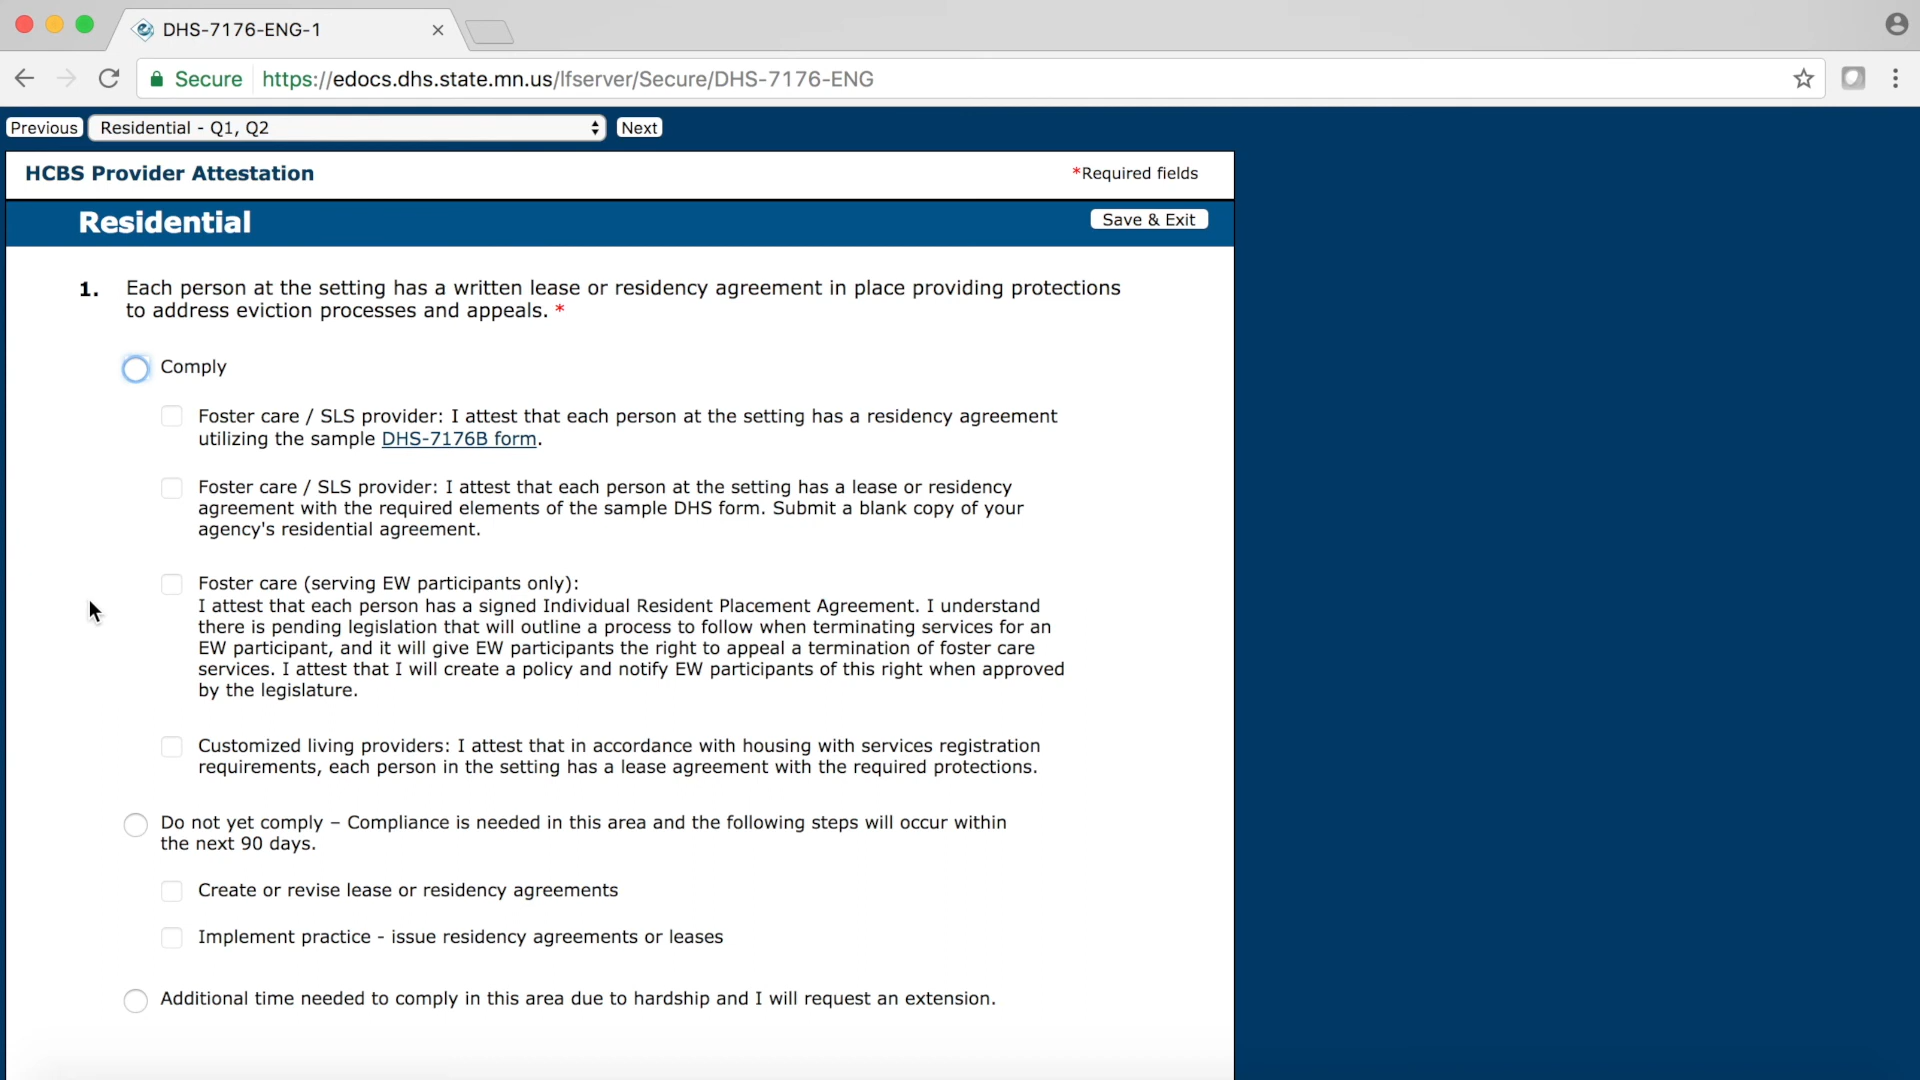 DHS-7176-ENG-1
Secure https://edocs.dhs.state.mn.us/lfserver/Secure/DHS-7176-ENG
Previous Residential - Q1, Q2 Next
HCBS Provider Attestation *Required fields
Residential Save & Exit
1. Each person at the setting has a written lease or residency agreement in place providing protections
to address eviction processes and appeals. *
Comply
Foster care / SLS provider: I attest that each person at the setting has a residency agreement
utilizing the sample DHS-7176B form.
Foster care / SLS provider: I attest that each person at the setting has a lease or residency
agreement with the required elements of the sample DHS form. Submit a blank copy of your
agency's residential agreement.
Foster care (serving EW participants only):
I attest that each person has a signed Individual Resident Placement Agreement. I understand
there is pending legislation that will outline a process to follow when terminating services for an
EW participant, and it will give EW participants the right to appeal a termination of foster care
services. I attest that I will create a policy and notify EW participants of this right when approved
by the legislature.
Customized living providers: I attest that in accordance with housing with services registration
requirements, each person in the setting has a lease agreement with the required protections.
Do not yet comply – Compliance is needed in this area and the following steps will occur within
the next 90 days.
Create or revise lease or residency agreements
Implement practice - issue residency agreements or leases
Additional time needed to comply in this area due to hardship and I will request an extension.